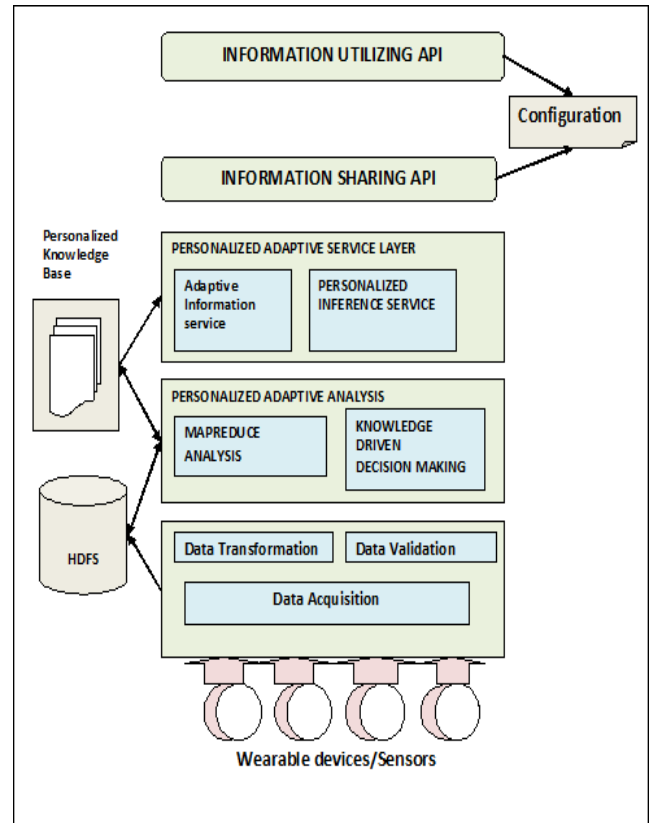 INFORMATION UTILIZING API
Configuration
INFORMATION SHARING API
Personalized
Knowledge
Base
PERSONALIZED ADAPTIVE SERVICE LAYER
Adaptive
Information
service
PERSONALIZED
INFERENCE SERVICE
PERSONALIZED ADAPTIVE ANALYSIS
MAPREDUCE
ANALYSIS
KNOWLEDGE
DRIVEN
DECISION MAKING
HDFS
Data Transformation
Data Validation
Data Acquisition
Wearable devices/Sensors